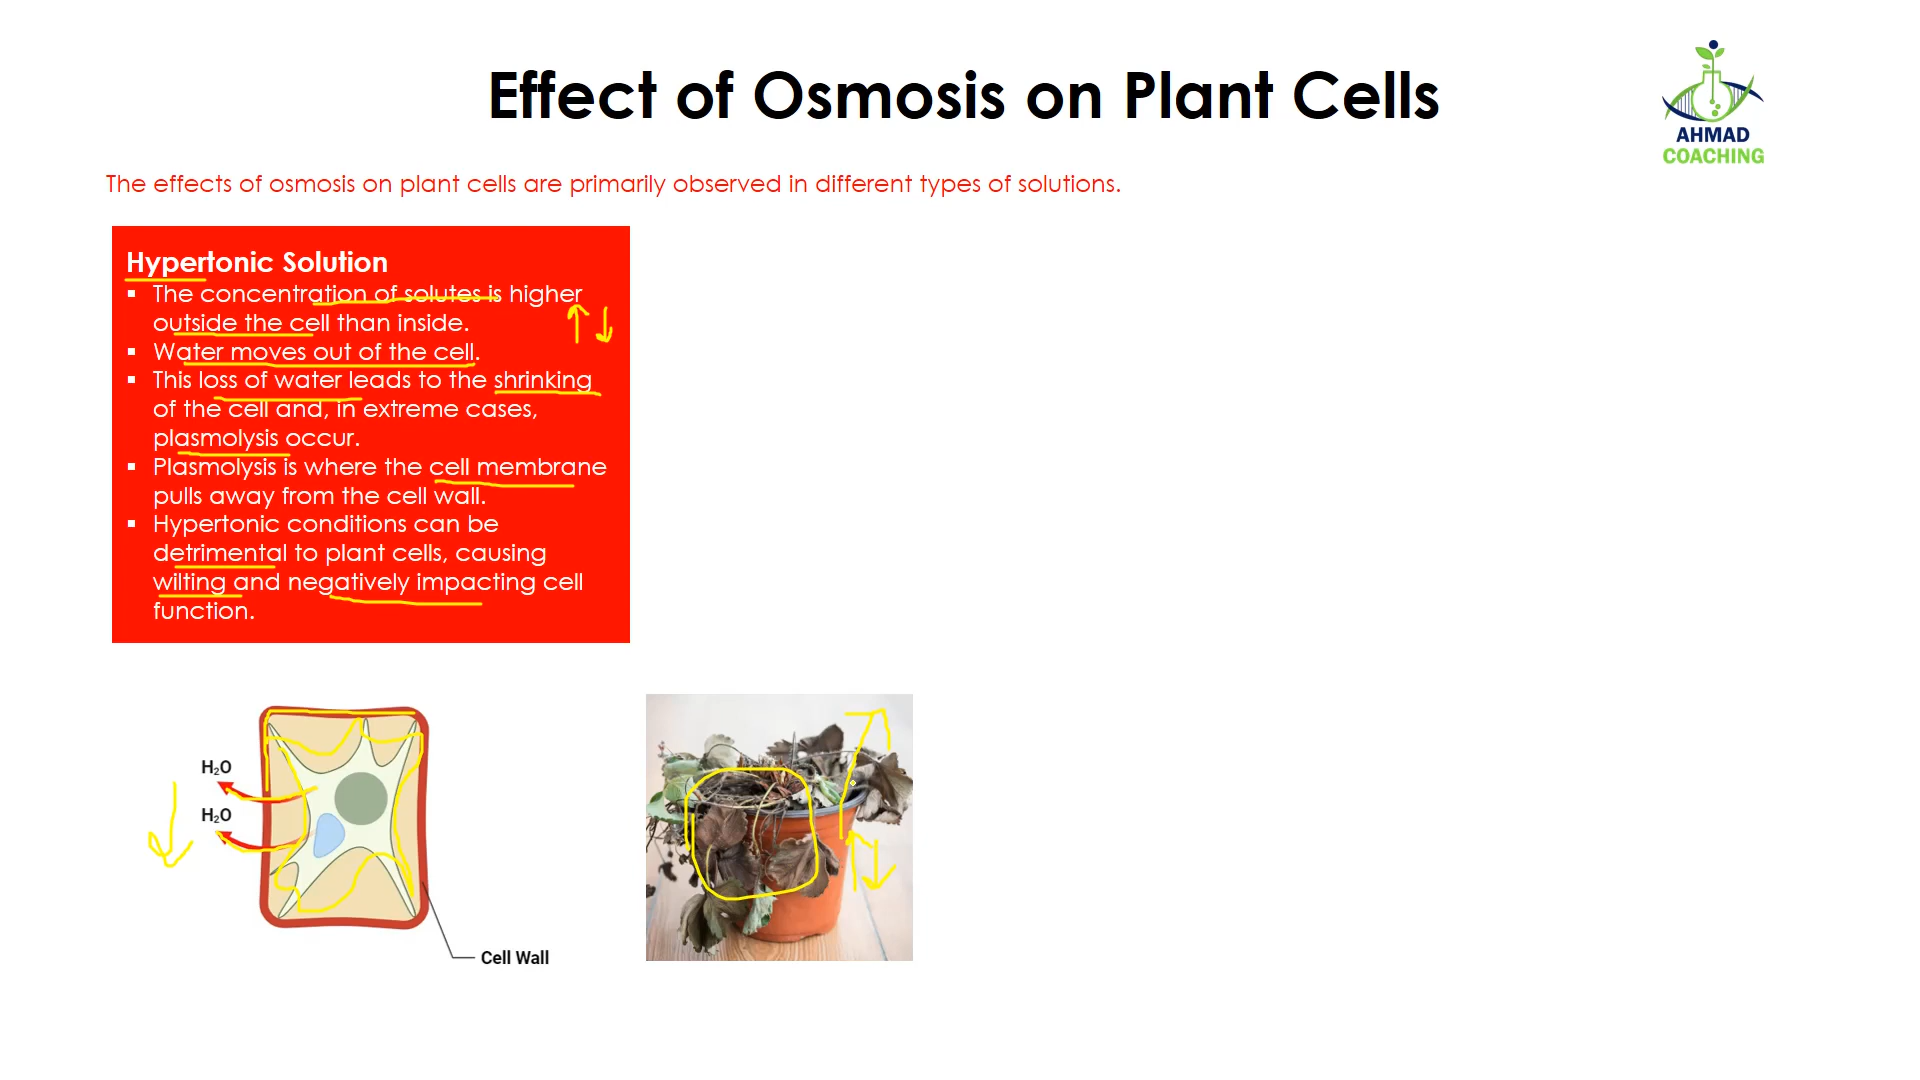 Effect of Osmosis on Plant Cells
AHMAD
COACHING
The effects of osmosis on plant cells are primarily observed in different types of solutions.
Hypertonic Solution
▪ The concentration of solutes is higher
outside the cell than inside.
▪ Water moves out of the cell.
▪ This loss of water leads to the shrinking
of the cell and, in extreme cases,
plasmolysis occur.
▪ Plasmolysis is where the cell membrane
pulls away from the cell wall.
▪ Hypertonic conditions can be
detrimental to plant cells, causing
wilting and negatively impacting cell
function.
H₂O
H₂O
Cell Wall